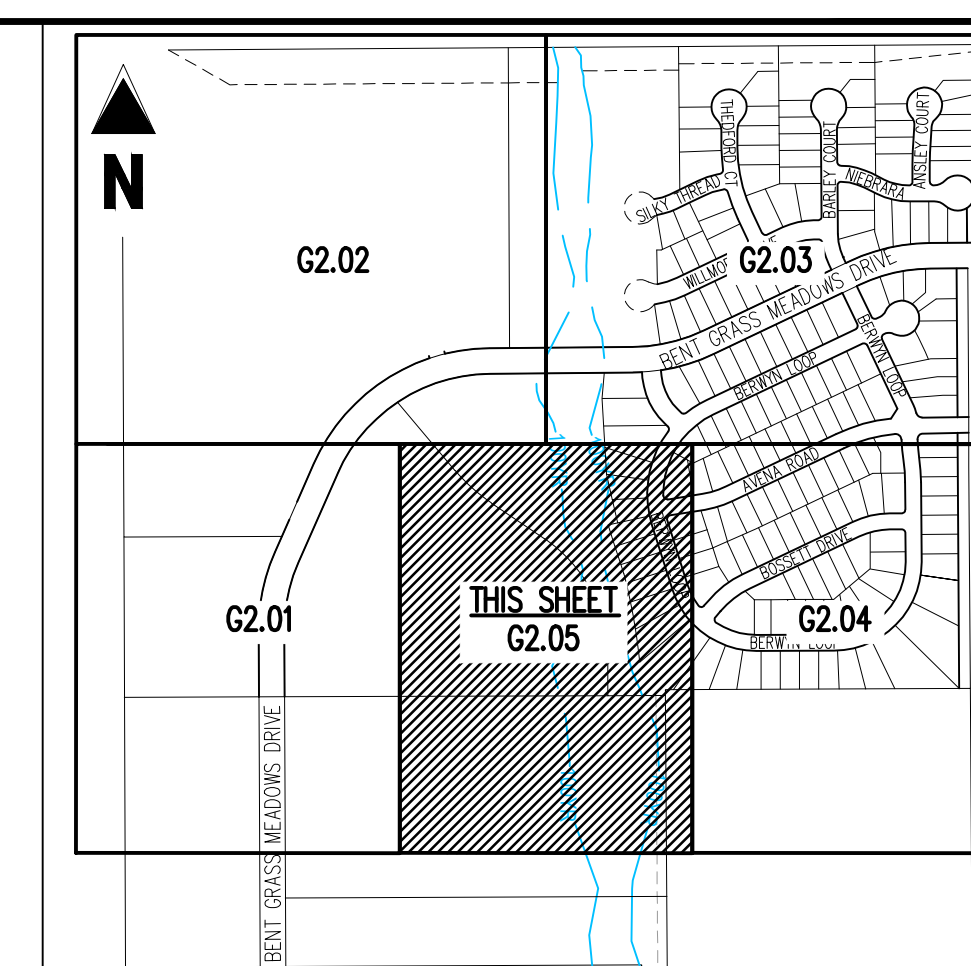 N
G2.02
G2.03
THEDFORD CT
BARLEY COURT
ANSLEY COURT
SILKY THREAD
NIEBRARA
BENT GRASS MEADOWS DRIVE
BERWYN LOOP
BERWYN LOOP
AVENA ROAD
BOSSETT DRIVE
BERWYN LOOP
G2.01
THIS SHEET
G2.05
G2.04
BENT GRASS MEADOWS DRIVE
100YR
100YR